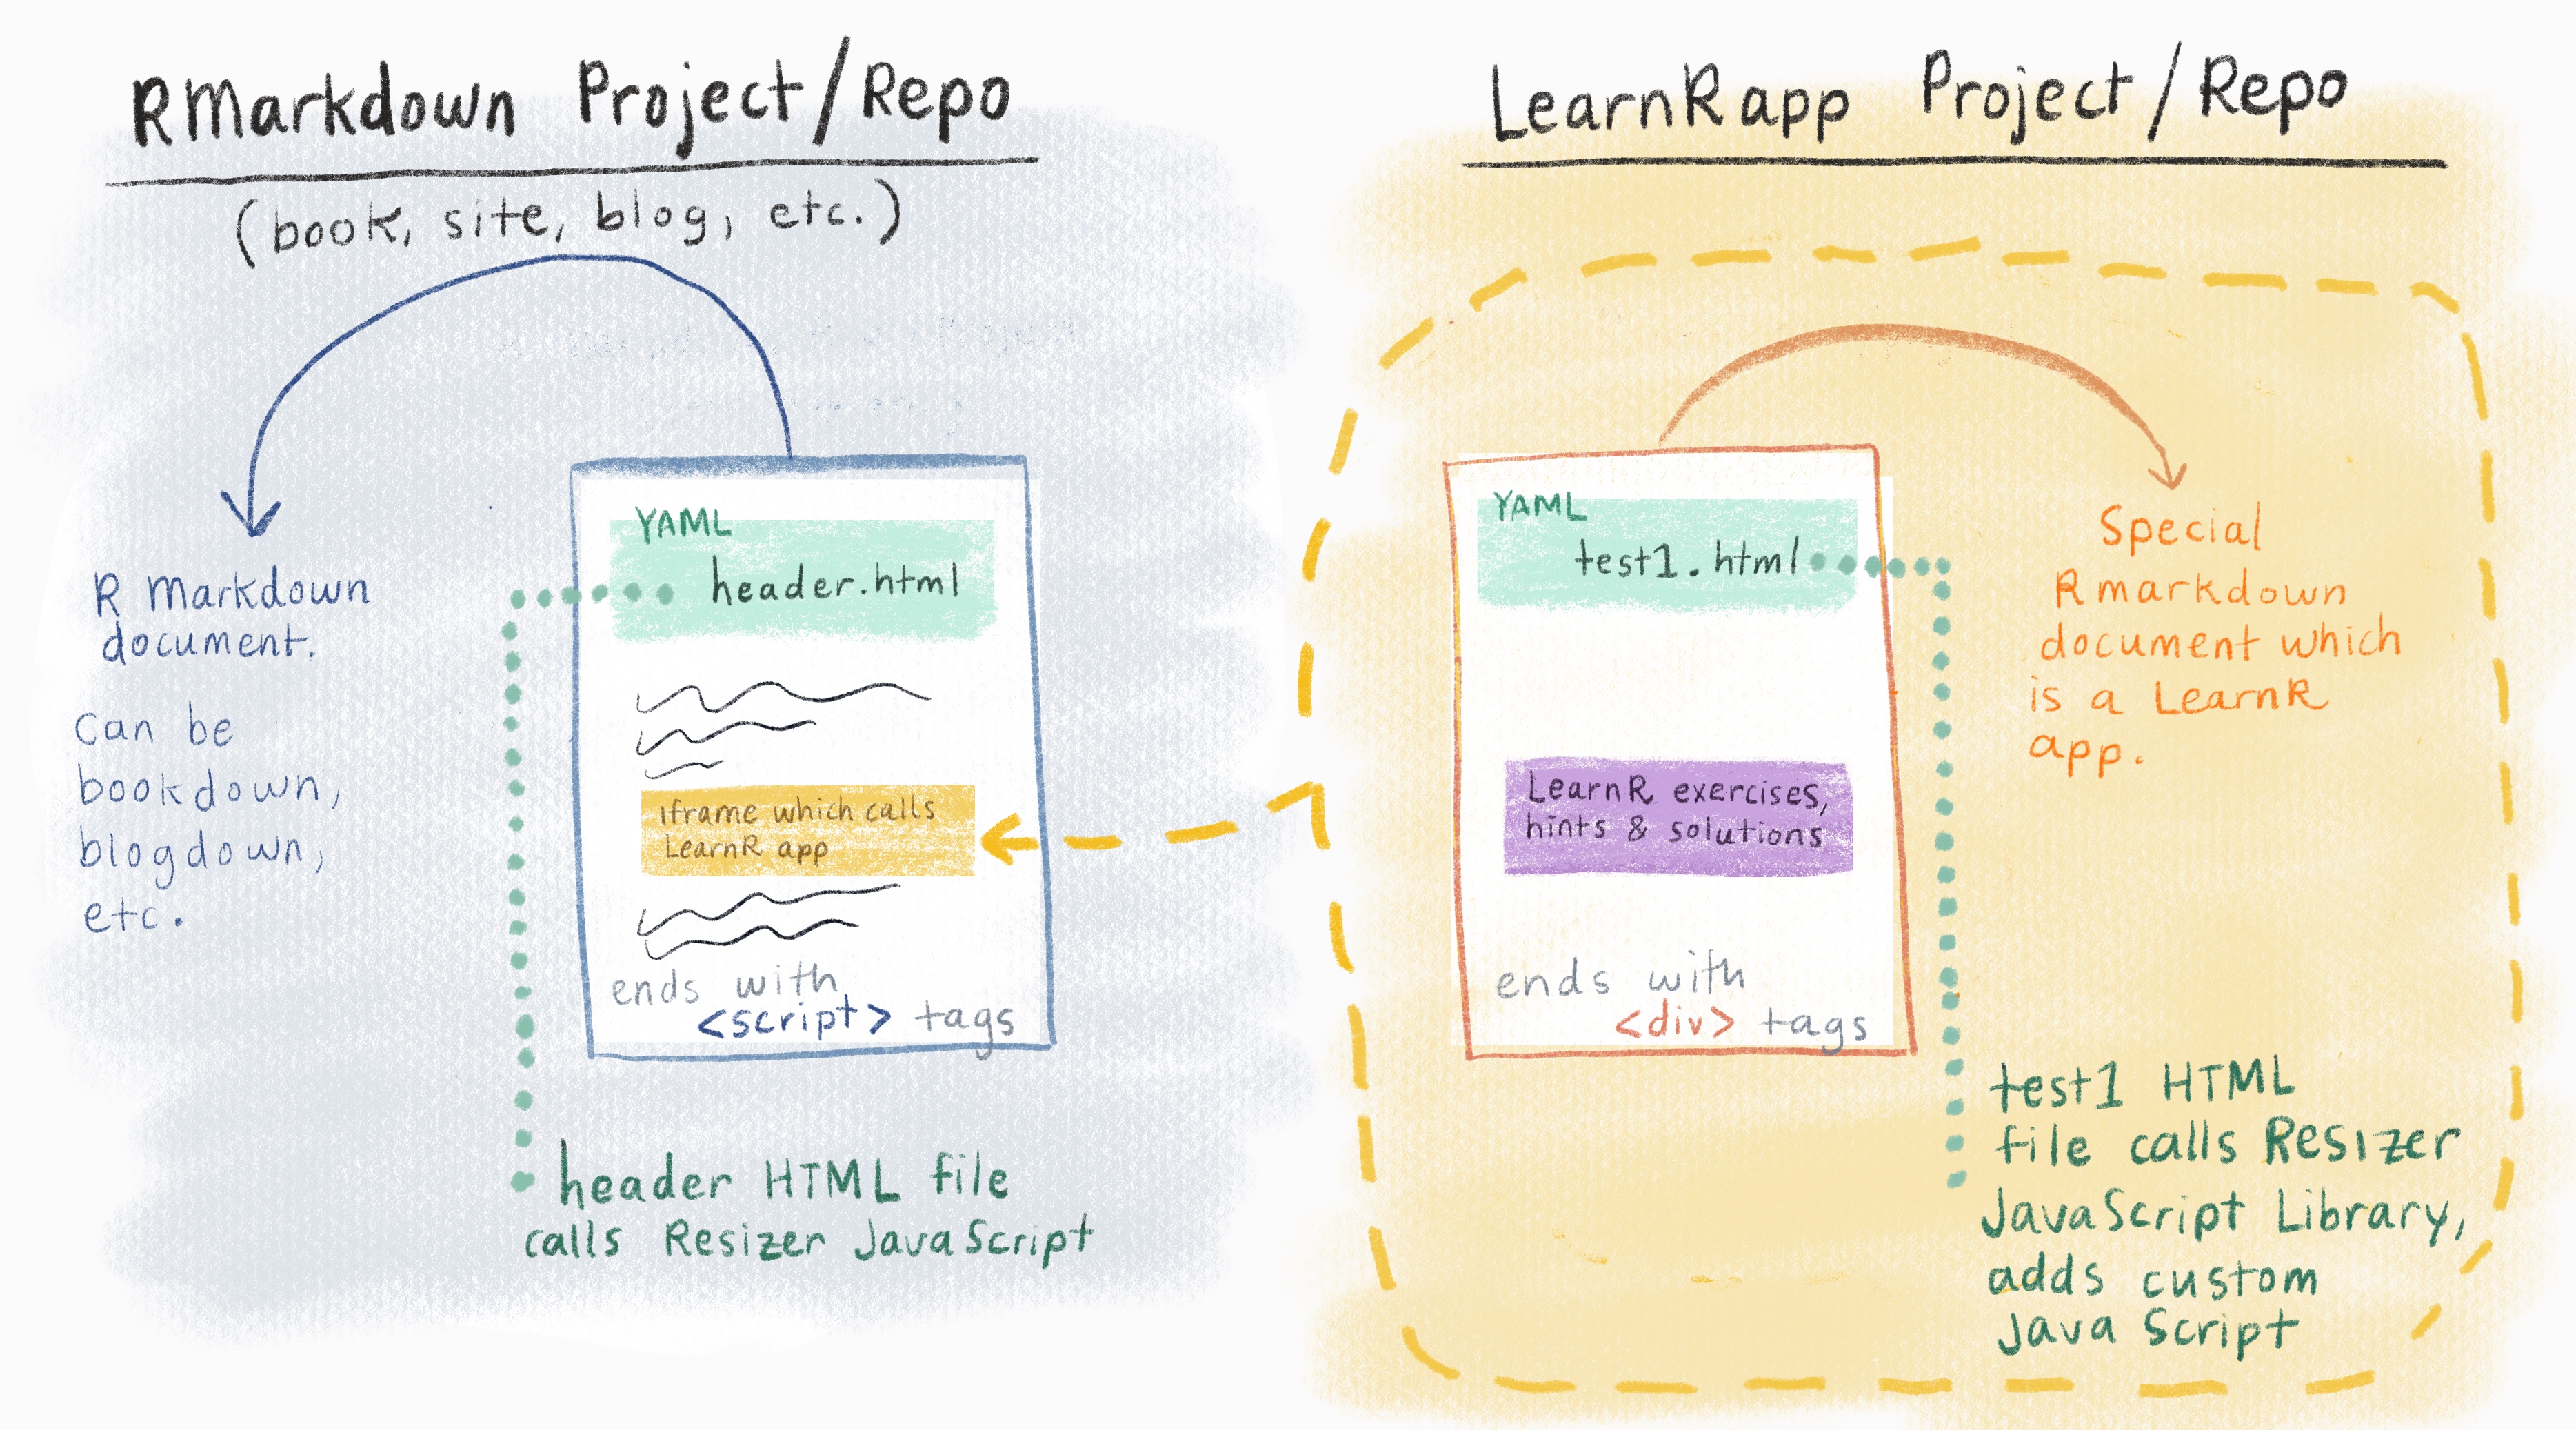 RMarkdown Project/Repo
(book, site, blog, etc.)
R Markdown
document.
Can be
bookdown,
blogdown,
etc.
YAML
header.html
Iframe which calls
LearnR app
ends with
<script> tags
header HTML file
calls Resizer JavaScript
LearnR app Project/Repo
YAML
test1.html
LearnR exercises,
hints & solutions
ends with
<div> tags
Special
Rmarkdown
document which
is a LearnR
app.
test1 HTML
file calls Resizer
JavaScript Library,
adds custom
Java Script